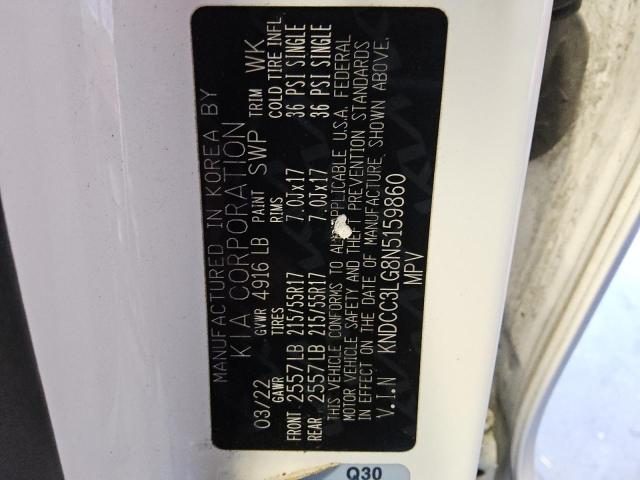 MANUFACTURED IN KOREA BY
KIA CORPORATION
03/22 GVWR 4,916 LB PAINT SWP TRIM WK
GAWR TIRES RIMS COLD TIRE INFL
FRONT 2557 LB 215/55R17 7.0Jx17 36 PSI SINGLE
REAR 2557 LB 215/55R17 7.0Jx17 36 PSI SINGLE
THIS VEHICLE CONFORMS TO ALL APPLICABLE U.S.A. FEDERAL
MOTOR VEHICLE SAFETY AND THEFT PREVENTION STANDARDS
IN EFFECT ON THE DATE OF MANUFACTURE SHOWN ABOVE.
V.I.N KNDCC3LG8N5159860
MPV
Q30